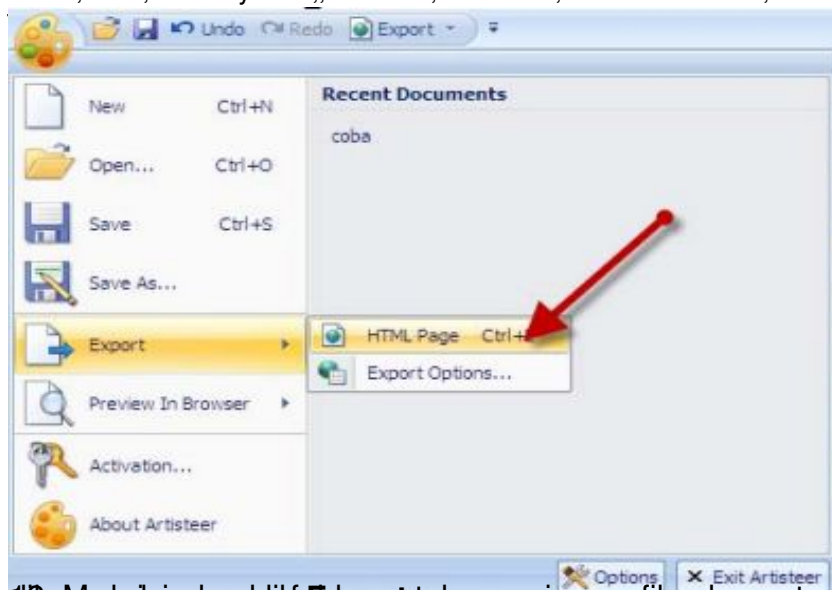 Undo Redo Export
New Ctrl+N
Open... Ctrl+O
Save Ctrl+S
Save As...
Export
Preview In Browser
Activation...
About Artisteer
Recent Documents
coba
HTML Page Ctrl+
Export Options...
Options Exit Artisteer